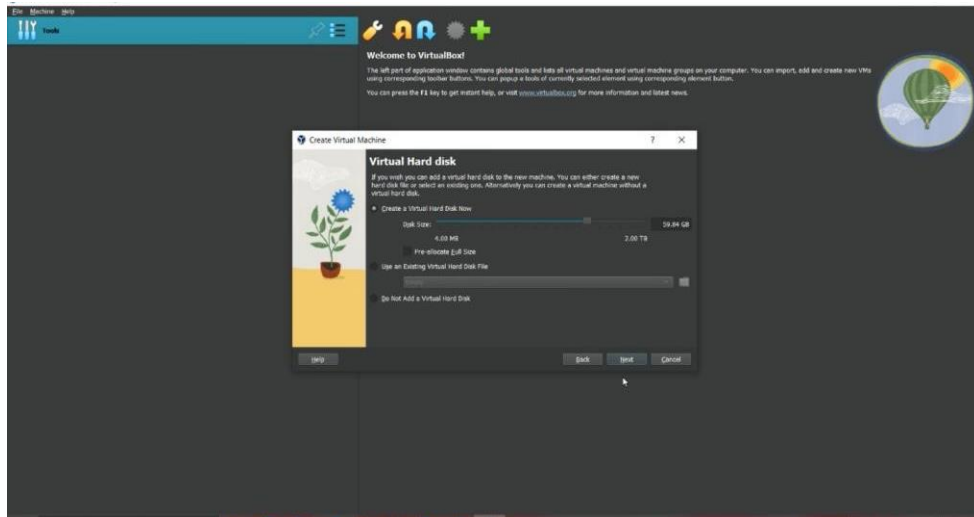 File Machine Help
Tools
Welcome to VirtualBox!
The left part of application window contains global tools and lists all virtual machines and virtual machine groups on your computer. You can import, add and create new VMs
using corresponding toolbar buttons. You can popup a tools of currently selected element using corresponding element button.
You can press the F1 key to get instant help, or visit www.virtualbox.org for more information and latest news.
Create Virtual Machine
Virtual Hard disk
If you wish you can add a virtual hard disk to the new machine. You can either create a new
hard disk file or select an existing one. Alternatively you can create a virtual machine without a
virtual hard disk.
Create a Virtual Hard Disk Now
Disk Size:
59.84 GB
4.00 MB
2.00 TB
Pre-allocate Full Size
Use an Existing Virtual Hard Disk File
Do Not Add a Virtual Hard Disk
Help
Back
Next
Cancel